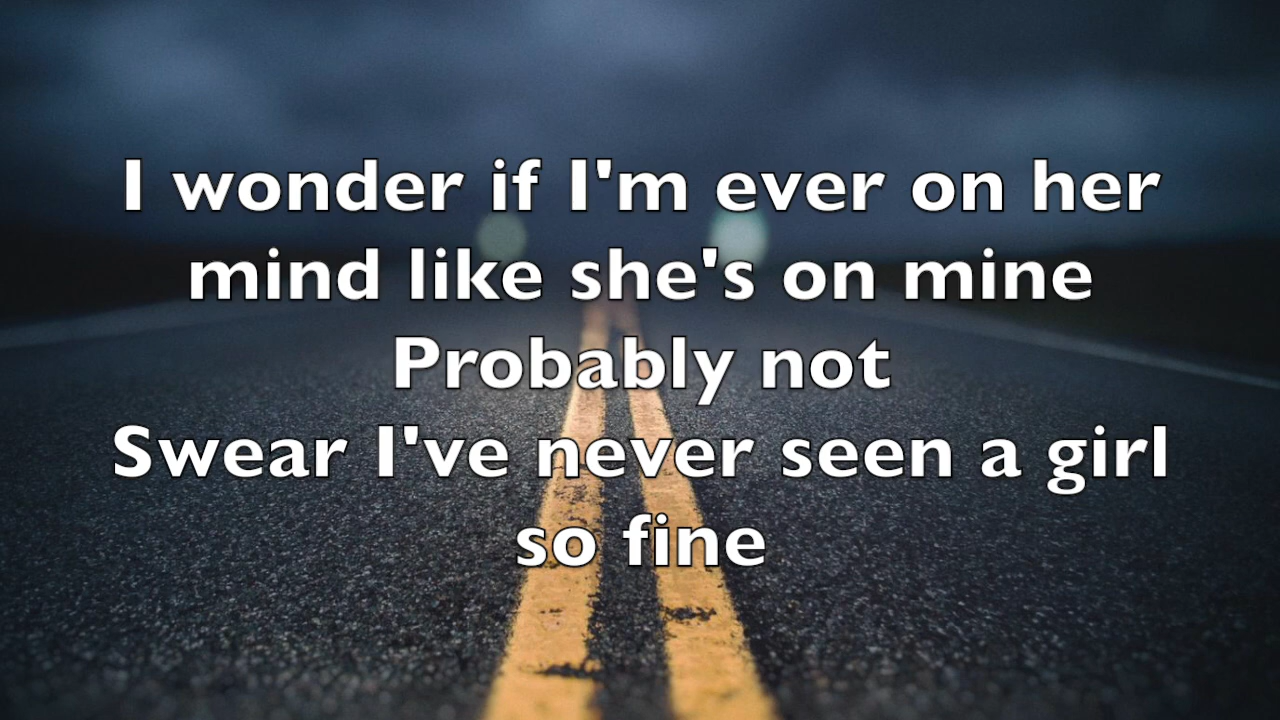 I wonder if I'm ever on her
mind like she's on mine
Probably not
Swear I've never seen a girl
so fine